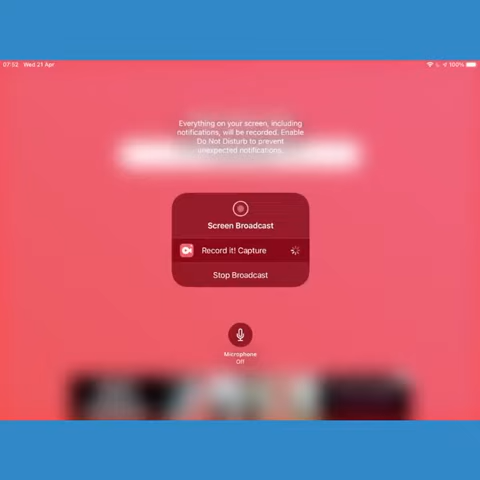 07:52 Wed 21 Apr
100%
Everything on your screen, including
notifications, will be recorded. Enable
Do Not Disturb to prevent
unexpected notifications.
Screen Broadcast
Record it! Capture
Stop Broadcast
Microphone
Off